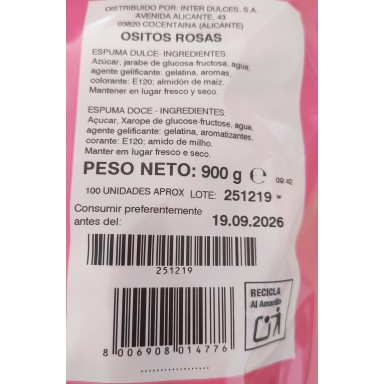 DISTRIBUIDO POR: INTER DULCES, S.A.
AVENIDA ALICANTE, 43
03820 COCENTAINA (ALICANTE)
OSITOS ROSAS
ESPUMA DULCE- INGREDIENTES:
Azúcar, jarabe de glucosa fructosa, agua,
agente gelificante: gelatina, aromas,
colorante: E120; almidón de maíz.
Mantener en lugar fresco y seco.
ESPUMA DOCE - INGREDIENTES:
Açucar, Xarope de glucose-fructose, agua,
agente gelificante: gelatina, aromatizantes,
corante: E120; amido de milho.
Manter em lugar fresco e seco.
PESO NETO: 900 g ℮ 09:42
100 UNIDADES APROX LOTE: 251219
Consumir preferentemente
antes del: 19.09.2026
251219
RECICLA
Al Amarillo
8 006908 014776